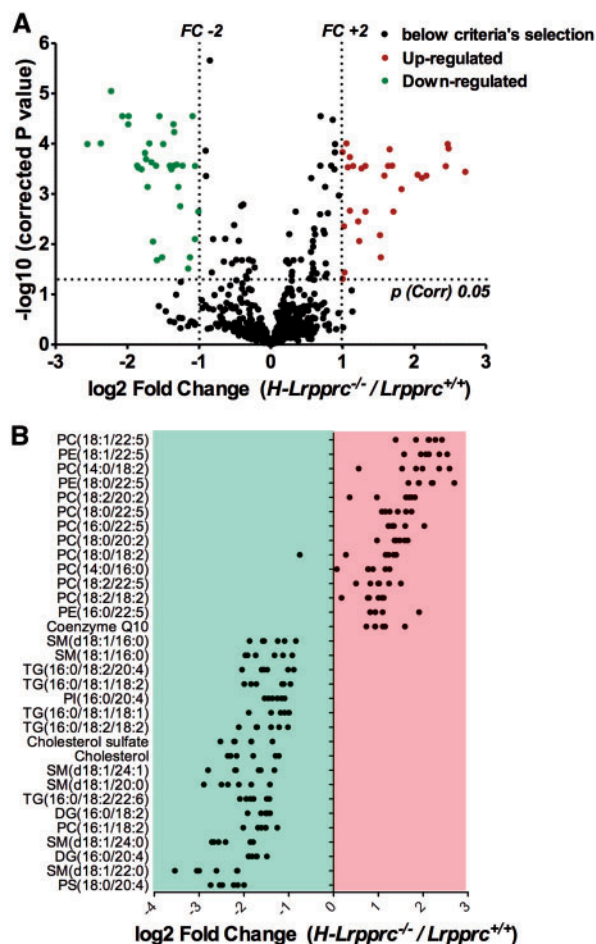 A
FC -2
FC +2
below criteria's selection
Up-regulated
Down-regulated
-log10 (corrected P value)
6
5
4
3
2
1
0
p (Corr) 0.05
-3 -2 -1 0 1 2 3
log2 Fold Change (H-Lrpprc-/- / Lrpprc+/+)
B
PC(18:1/22:5)
PE(18:1/22:5)
PC(14:0/18:2)
PE(18:0/22:5)
PC(18:2/20:2)
PC(18:0/22:5)
PC(16:0/22:5)
PC(18:0/20:2)
PC(18:0/18:2)
PC(14:0/16:0)
PC(18:2/22:5)
PC(18:2/18:2)
PE(16:0/22:5)
Coenzyme Q10
SM(d18:1/16:0)
SM(18:1/16:0)
TG(16:0/18:2/20:4)
TG(16:0/18:1/18:2)
PI(16:0/20:4)
TG(16:0/18:1/18:1)
TG(16:0/18:2/18:2)
Cholesterol sulfate
Cholesterol
SM(d18:1/24:1)
SM(d18:1/20:0)
TG(16:0/18:2/22:6)
DG(16:0/18:2)
PC(16:1/18:2)
SM(d18:1/24:0)
DG(16:0/20:4)
SM(d18:1/22:0)
PS(18:0/20:4)
-4 -3 -2 -1 0 1 2 3
log2 Fold Change (H-Lrpprc-/- / Lrpprc+/+)